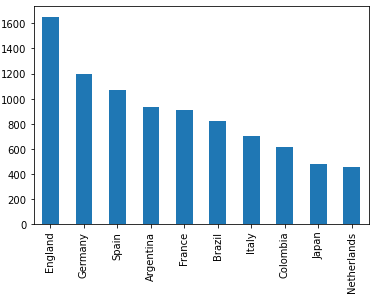 1600
1400
1200
1000
800
600
400
200
0
England
Germany
Spain
Argentina
France
Brazil
Italy
Colombia
Japan
Netherlands